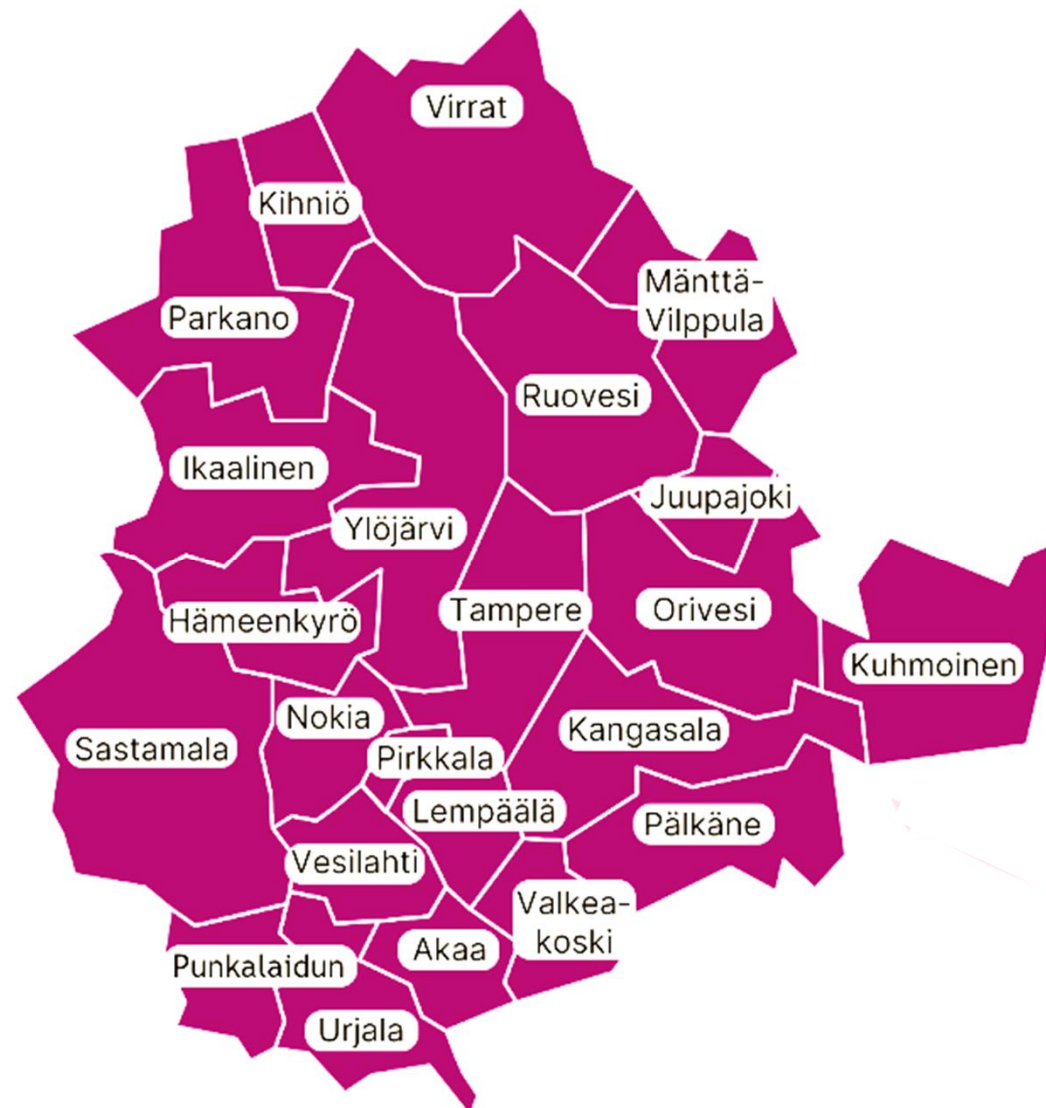 Virrat
Kihniö
Mänttä-
Vilppula
Parkano
Ruovesi
Ikaalinen
Juupajoki
Ylöjärvi
Hämeenkyrö
Tampere
Orivesi
Kuhmoinen
Nokia
Kangasala
Sastamala
Pirkkala
Lempäälä
Pälkäne
Vesilahti
Valkea-
koski
Akaa
Punkalaidun
Urjala